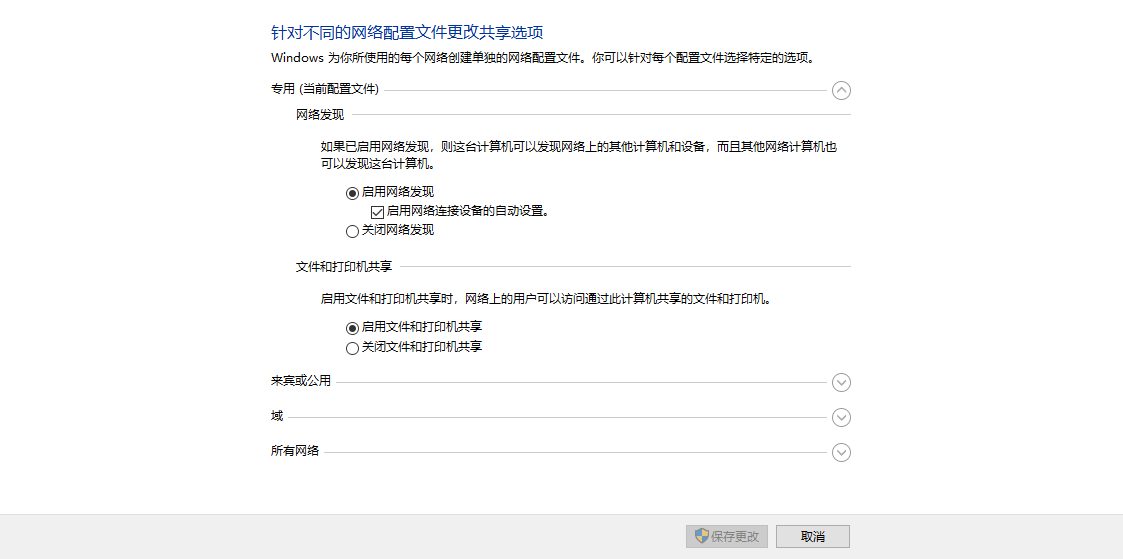 针对不同的网络配置文件更改共享选项
Windows 为你所使用的每个网络创建单独的网络配置文件。你可以针对每个配置文件选择特定的选项。
专用 (当前配置文件)
网络发现
如果已启用网络发现，则这台计算机可以发现网络上的其他计算机和设备，而且其他网络计算机也
可以发现这台计算机。
启用网络发现
启用网络连接设备的自动设置。
关闭网络发现
文件和打印机共享
启用文件和打印机共享时，网络上的用户可以访问通过此计算机共享的文件和打印机。
启用文件和打印机共享
关闭文件和打印机共享
来宾或公用
域
所有网络
保存更改
取消